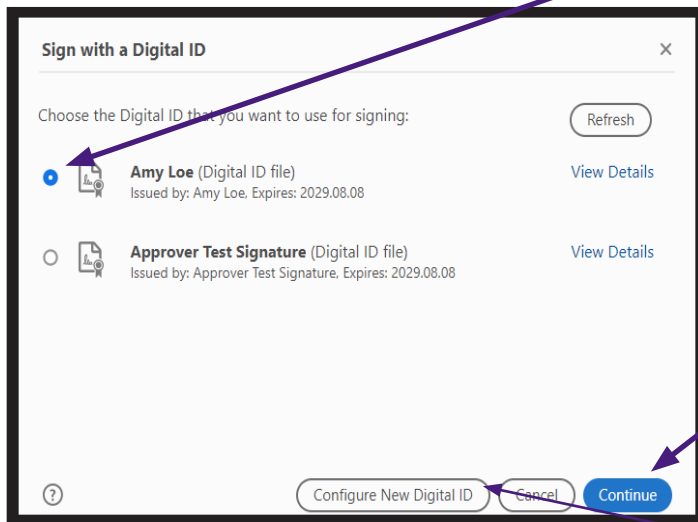 Sign with a Digital ID
Choose the Digital ID that you want to use for signing:
Refresh
Amy Loe (Digital ID file)
View Details
Issued by: Amy Loe, Expires: 2029.08.08
Approver Test Signature (Digital ID file)
View Details
Issued by: Approver Test Signature, Expires: 2029.08.08
? Configure New Digital ID Cancel Continue